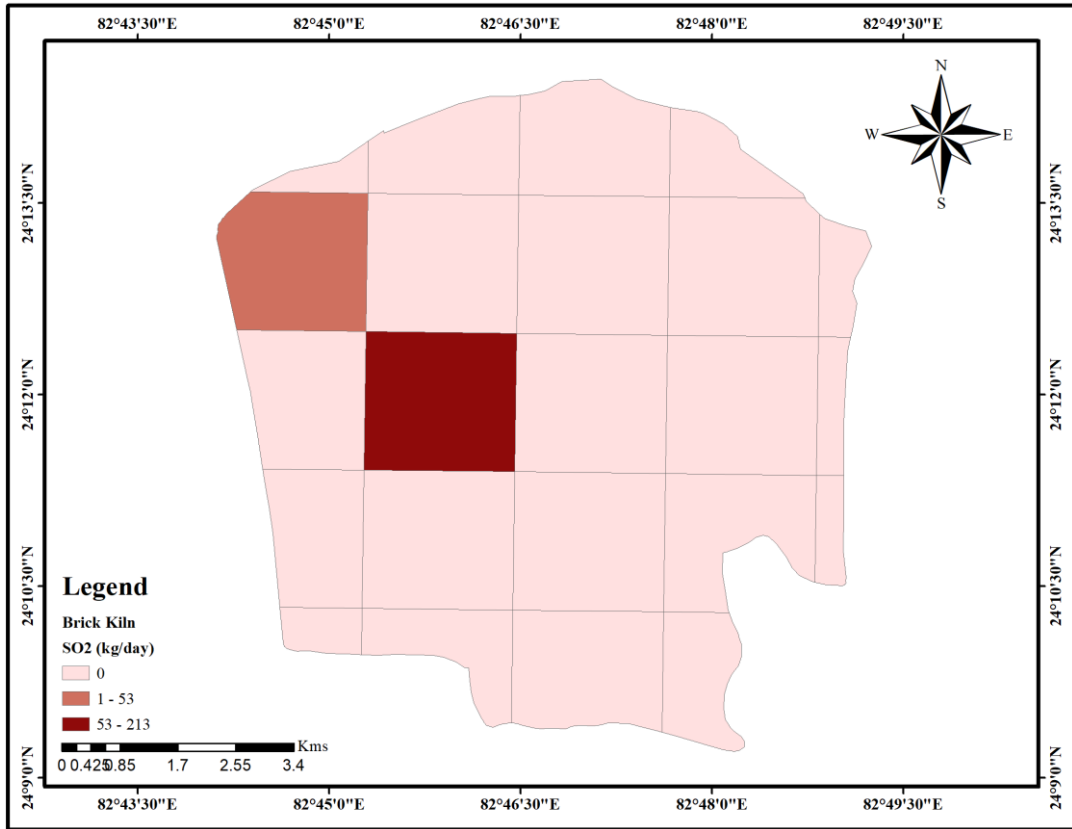 82°43'30"E 82°45'0"E 82°46'30"E 82°48'0"E 82°49'30"E
N
W E
S
24°13'30"N 24°13'30"N
24°12'0"N 24°12'0"N
24°10'30"N 24°10'30"N
24°9'0"N 24°9'0"N
Legend
Brick Kiln
SO2 (kg/day)
0
1 - 53
53 - 213
Kms
0 0.425 0.85 1.7 2.55 3.4
82°43'30"E 82°45'0"E 82°46'30"E 82°48'0"E 82°49'30"E